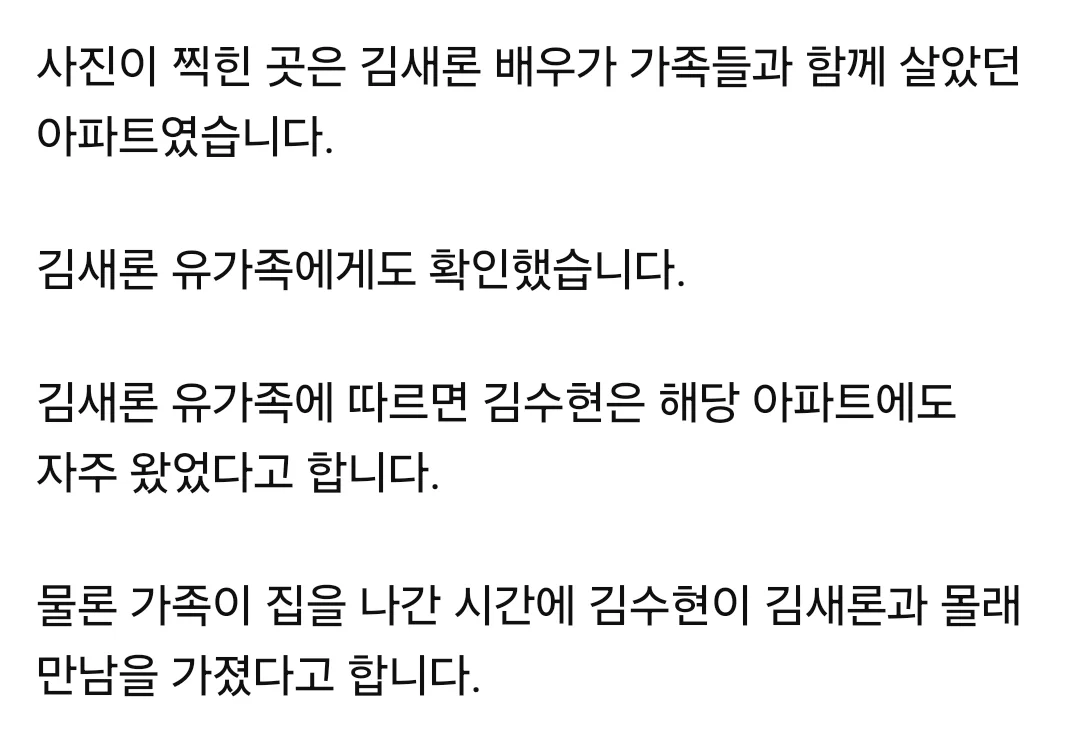 사진이 찍힌 곳은 김새론 배우가 가족들과 함께 살았던
아파트였습니다.
김새론 유가족에게도 확인했습니다.
김새론 유가족에 따르면 김수현은 해당 아파트에도
자주 왔었다고 합니다.
물론 가족이 집을 나간 시간에 김수현이 김새론과 몰래
만남을 가졌다고 합니다.